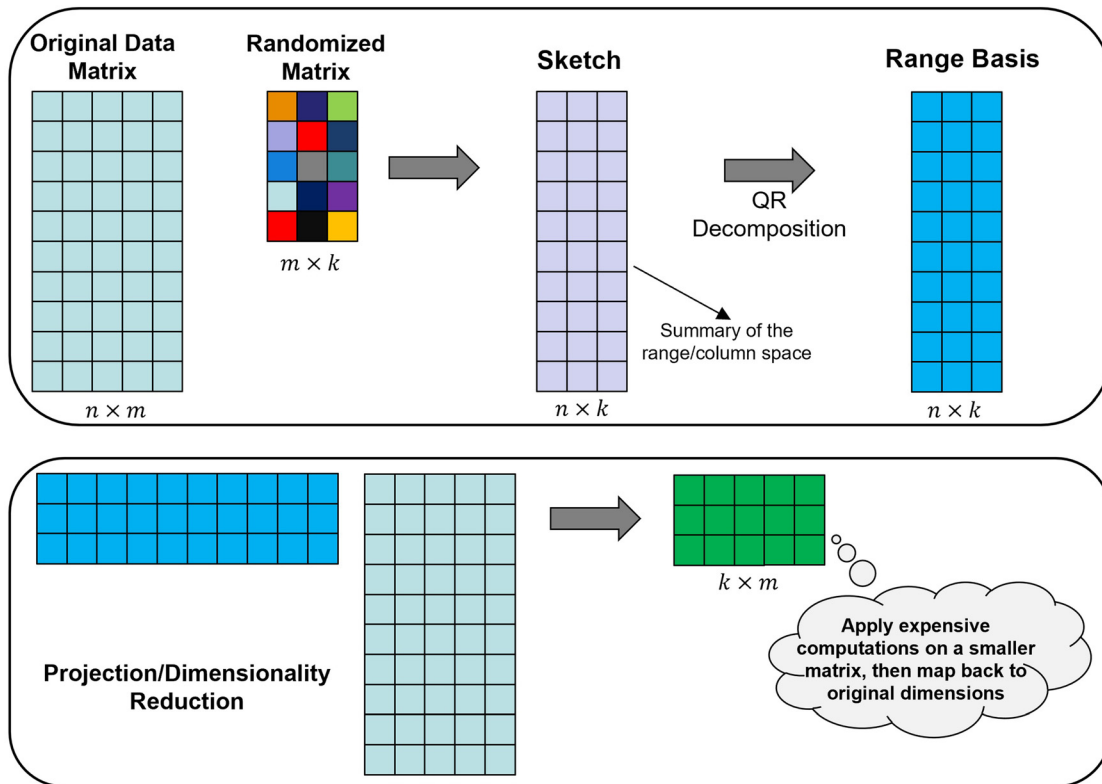 Original Data
Matrix
Randomized
Matrix
Sketch
Range Basis
QR
Decomposition
m × k
Summary of the
range/column space
n × m
n × k
n × k
k × m
Projection/Dimensionality
Reduction
Apply expensive
computations on a smaller
matrix, then map back to
original dimensions